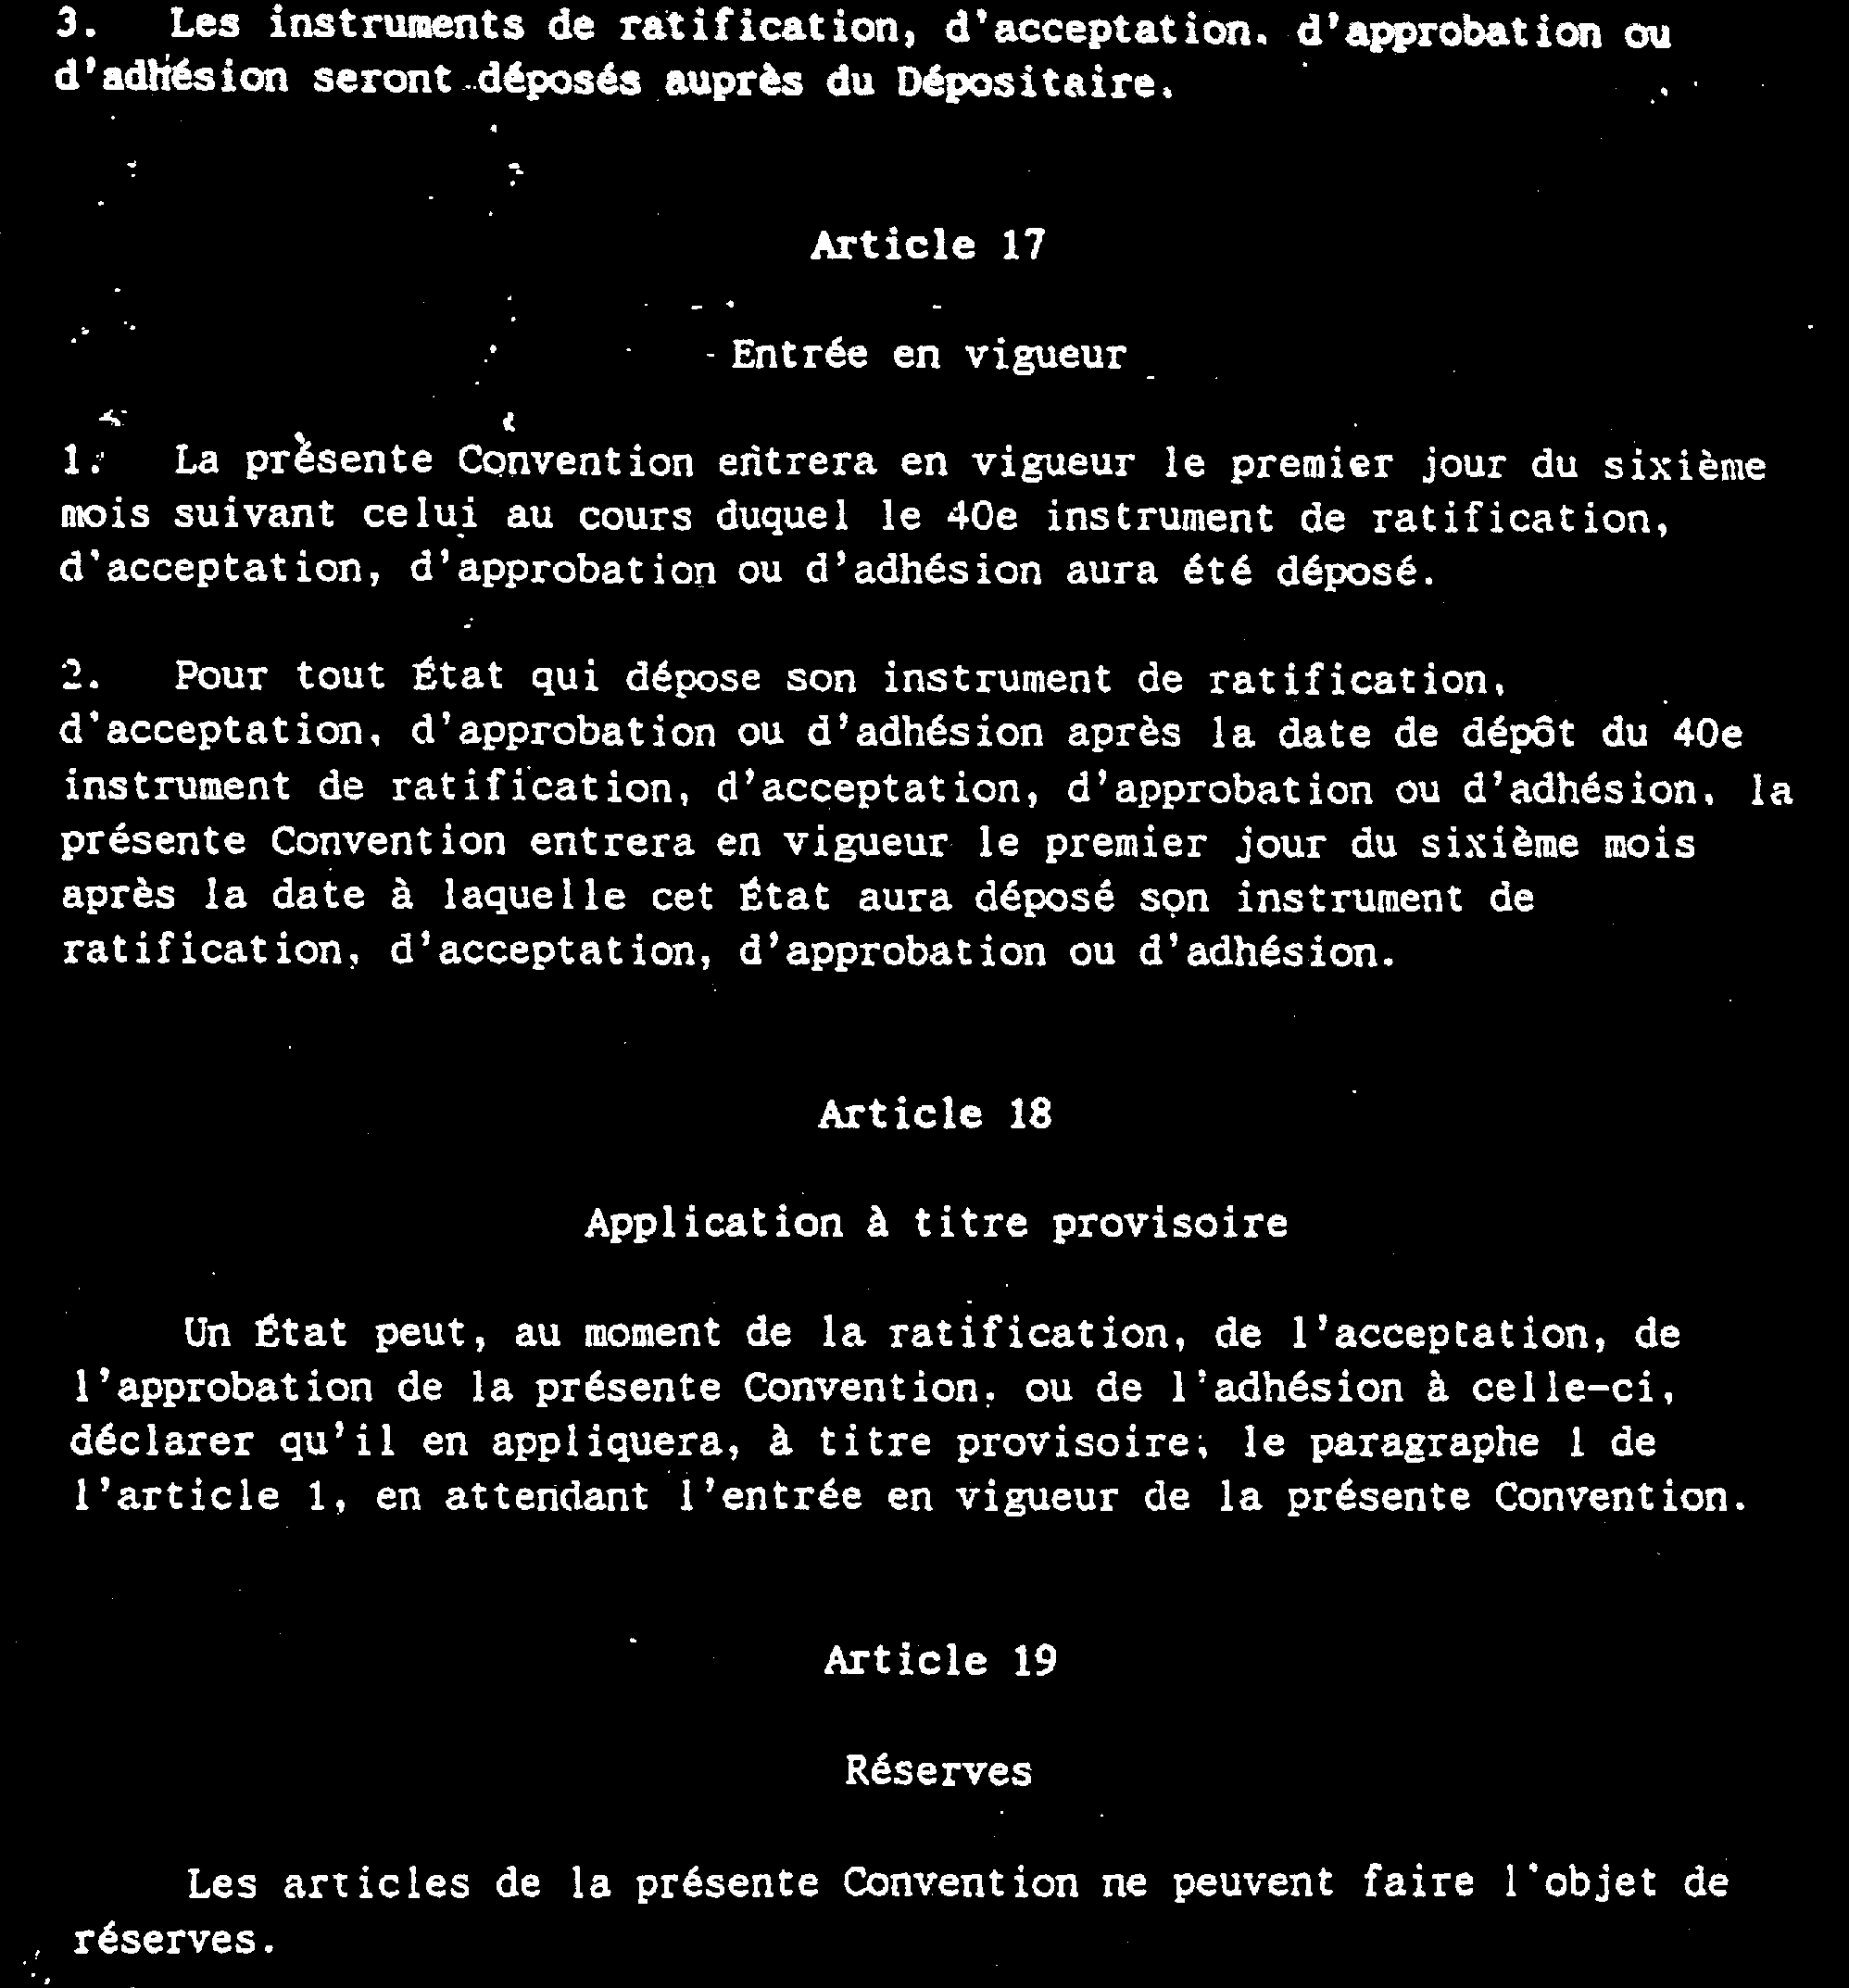 3. Les instruments de ratification, d'acceptation, d'approbation ou
d'adhésion seront déposés auprès du Dépositaire.
Article 17
Entrée en vigueur
1. La présente Convention entrera en vigueur le premier jour du sixième
mois suivant celui au cours duquel le 40e instrument de ratification,
d'acceptation, d'approbation ou d'adhésion aura été déposé.
2. Pour tout État qui dépose son instrument de ratification,
d'acceptation, d'approbation ou d'adhésion après la date de dépôt du 40e
instrument de ratification, d'acceptation, d'approbation ou d'adhésion, la
présente Convention entrera en vigueur le premier jour du sixième mois
après la date à laquelle cet État aura déposé son instrument de
ratification, d'acceptation, d'approbation ou d'adhésion.
Article 18
Application à titre provisoire
Un État peut, au moment de la ratification, de l'acceptation, de
l'approbation de la présente Convention, ou de l'adhésion à celle-ci,
déclarer qu'il en appliquera, à titre provisoire, le paragraphe 1 de
l'article 1, en attendant l'entrée en vigueur de la présente Convention.
Article 19
Réserves
Les articles de la présente Convention ne peuvent faire l'objet de
réserves.